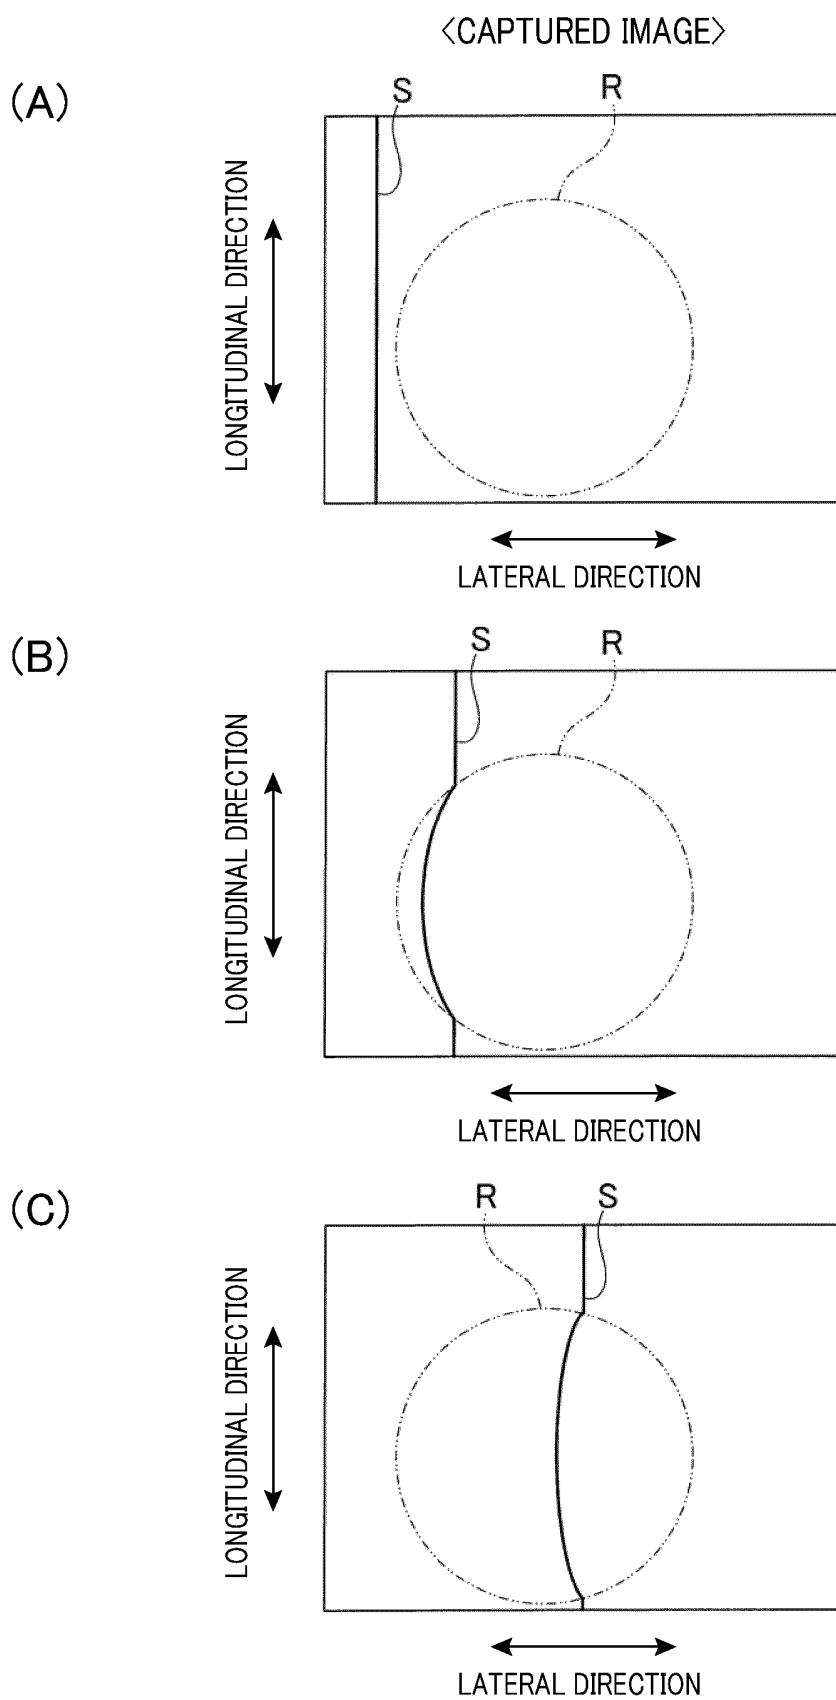 <CAPTURED IMAGE>
(A)
S
R
LONGITUDINAL DIRECTION
LATERAL DIRECTION
(B)
S
R
LONGITUDINAL DIRECTION
LATERAL DIRECTION
(C)
R
S
LONGITUDINAL DIRECTION
LATERAL DIRECTION